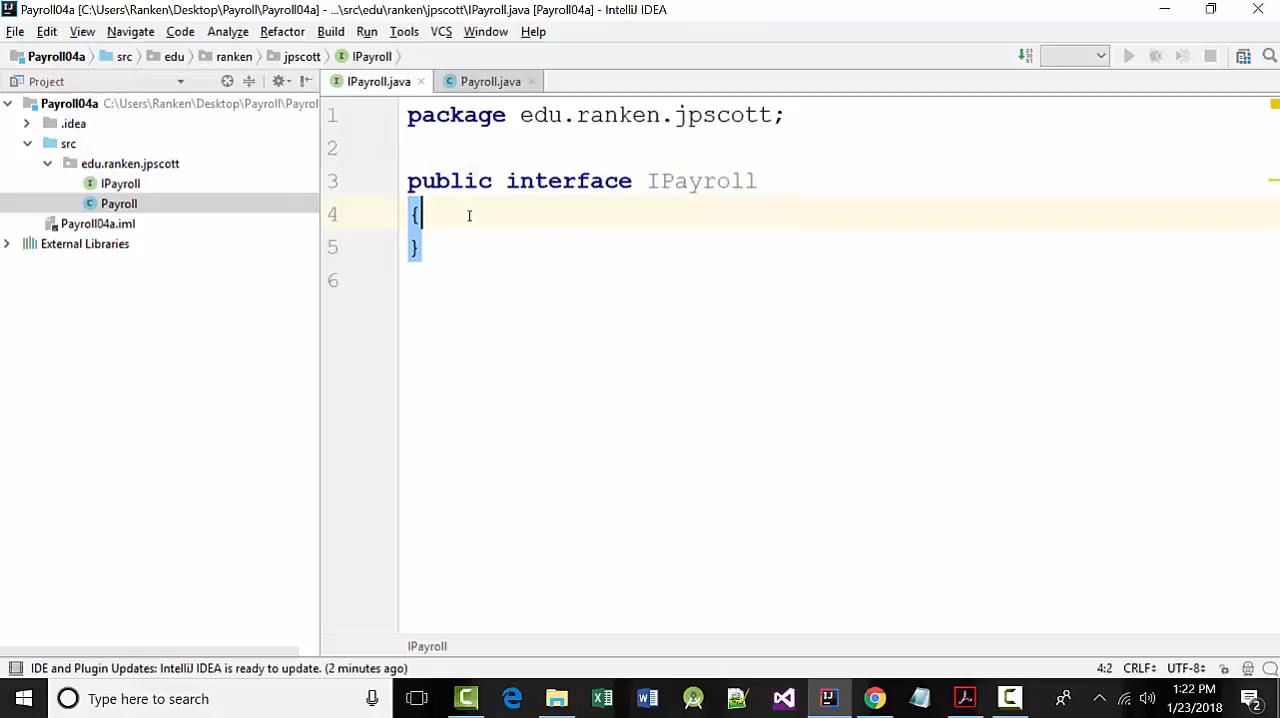 Payroll04a [C:\Users\Ranken\Desktop\Payroll\Payroll04a] - ...\src\edu\ranken\jpscott\IPayroll.java [Payroll04a] - IntelliJ IDEA
File Edit View Navigate Code Analyze Refactor Build Run Tools VCS Window Help
Payroll04a src edu ranken jpscott IPayroll
Project
IPayroll.java Payroll.java
Payroll04a C:\Users\Ranken\Desktop\Payroll\Payrol
.idea
src
edu.ranken.jpscott
IPayroll
Payroll
Payroll04a.iml
External Libraries
1 package edu.ranken.jpscott;
2
3 public interface IPayroll
4 {
5 }
6
IPayroll
IDE and Plugin Updates: IntelliJ IDEA is ready to update. (2 minutes ago) 4:2 CRLF UTF-8
Type here to search
1:22 PM
1/23/2018
2